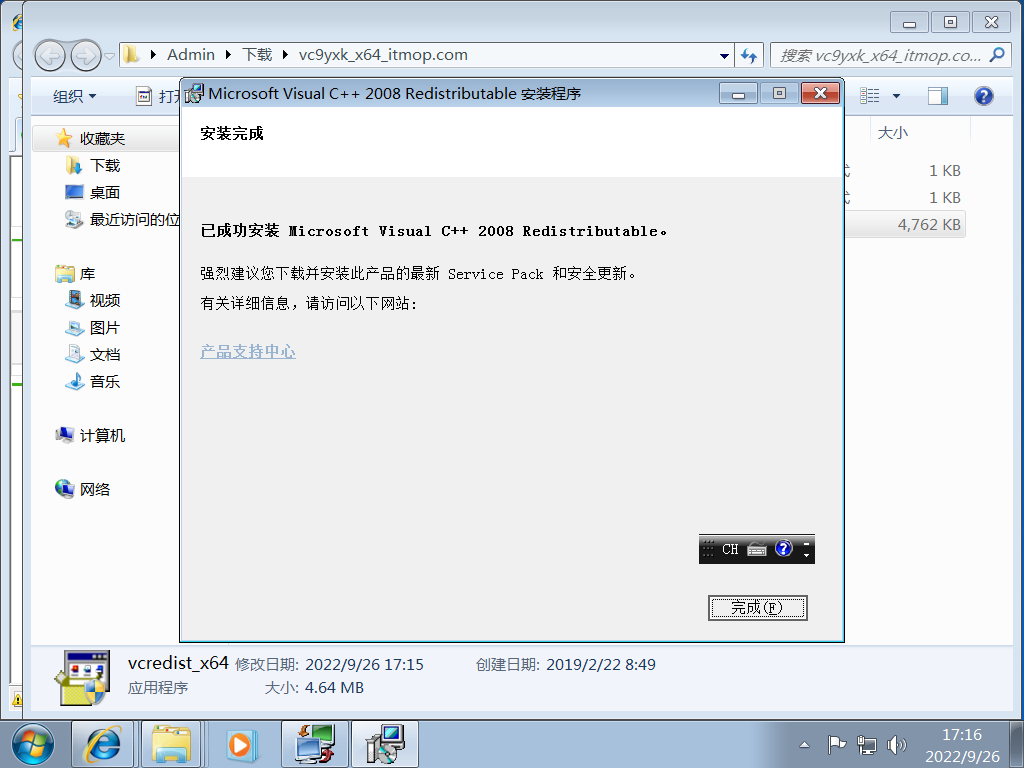 Admin 下载 vc9yxk_x64_itmop.com
搜索 vc9yxk_x64_itmop.co...
组织
Microsoft Visual C++ 2008 Redistributable 安装程序
大小
收藏夹
下载
桌面
最近访问的位
库
视频
图片
文档
音乐
计算机
网络
安装完成
已成功安装 Microsoft Visual C++ 2008 Redistributable。
强烈建议您下载并安装此产品的最新 Service Pack 和安全更新。
有关详细信息，请访问以下网站:
产品支持中心
CH
完成(F)
1 KB
1 KB
4,762 KB
vcredist_x64 修改日期: 2022/9/26 17:15 创建日期: 2019/2/22 8:49
应用程序 大小: 4.64 MB
17:16
2022/9/26